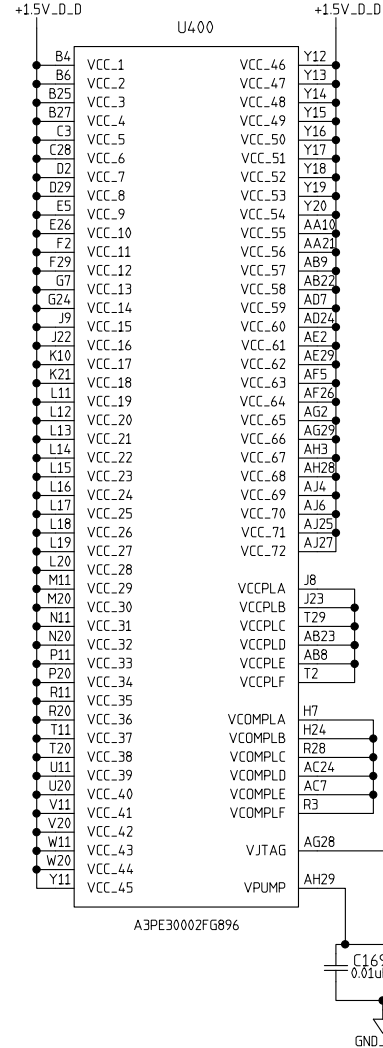 +1.5V_D_D +1.5V_D_D
U400
B4 VCC_1 VCC_46 Y12
B6 VCC_2 VCC_47 Y13
B25 VCC_3 VCC_48 Y14
B27 VCC_4 VCC_49 Y15
C3 VCC_5 VCC_50 Y16
C28 VCC_6 VCC_51 Y17
D2 VCC_7 VCC_52 Y18
D29 VCC_8 VCC_53 Y19
E5 VCC_9 VCC_54 Y20
E26 VCC_10 VCC_55 AA10
F2 VCC_11 VCC_56 AA21
F29 VCC_12 VCC_57 AB9
G7 VCC_13 VCC_58 AB22
G24 VCC_14 VCC_59 AD7
J9 VCC_15 VCC_60 AD24
J22 VCC_16 VCC_61 AE2
K10 VCC_17 VCC_62 AE29
K21 VCC_18 VCC_63 AF5
L11 VCC_19 VCC_64 AF26
L12 VCC_20 VCC_65 AG2
L13 VCC_21 VCC_66 AG29
L14 VCC_22 VCC_67 AH3
L15 VCC_23 VCC_68 AH28
L16 VCC_24 VCC_69 AJ4
L17 VCC_25 VCC_70 AJ6
L18 VCC_26 VCC_71 AJ25
L19 VCC_27 VCC_72 AJ27
L20 VCC_28
M11 VCC_29 VCCPLA J8
M20 VCC_30 VCCPLB J23
N11 VCC_31 VCCPLC T29
N20 VCC_32 VCCPLD AB23
P11 VCC_33 VCCPLE AB8
P20 VCC_34 VCCPLF T2
R11 VCC_35
R20 VCC_36 VCOMPLA H7
T11 VCC_37 VCOMPLB H24
T20 VCC_38 VCOMPLC R28
U11 VCC_39 VCOMPLD AC24
U20 VCC_40 VCOMPLE AC7
V11 VCC_41 VCOMPLF R3
V20 VCC_42
W11 VCC_43 VJTAG AG28
W20 VCC_44
Y11 VCC_45 VPUMP AH29
A3PE30002FG896
C169
0.01u
GND_